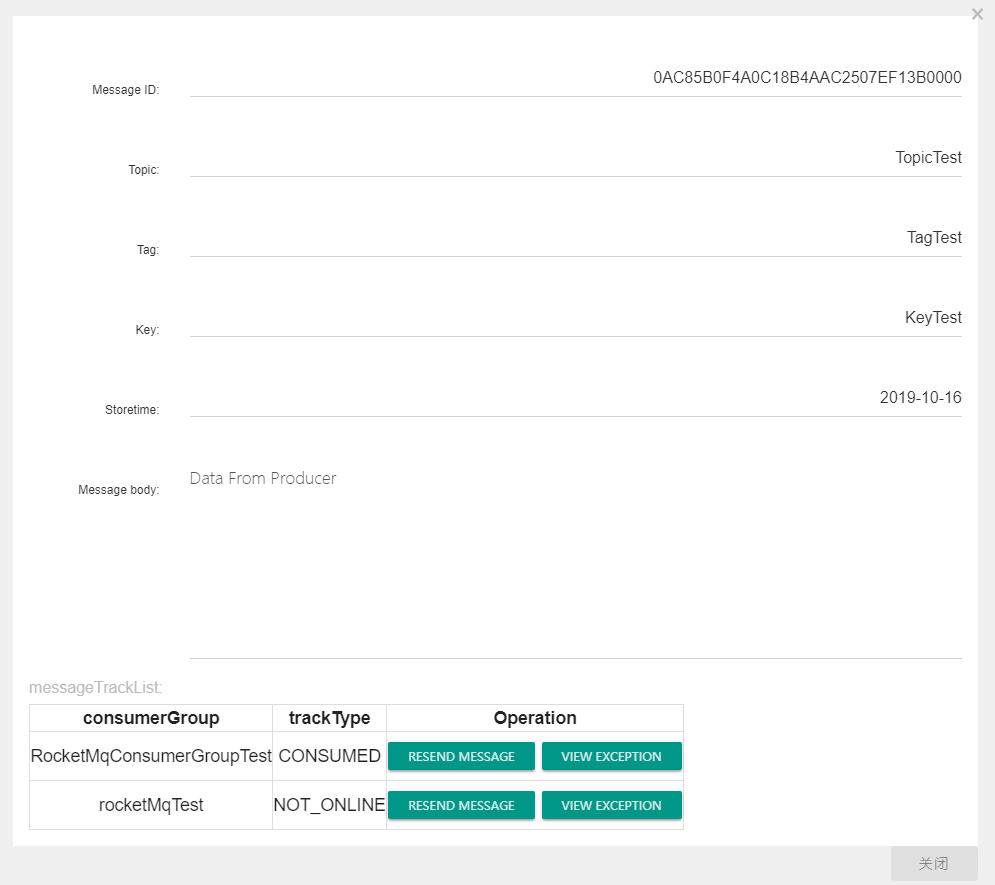 ×
Message ID: 0AC85B0F4A0C18B4AAC2507EF13B0000
Topic: TopicTest
Tag: TagTest
Key: KeyTest
Storetime: 2019-10-16
Message body: Data From Producer
messageTrackList:
consumerGroup trackType Operation
RocketMqConsumerGroupTest CONSUMED RESEND MESSAGE VIEW EXCEPTION
rocketMqTest NOT_ONLINE RESEND MESSAGE VIEW EXCEPTION
关闭